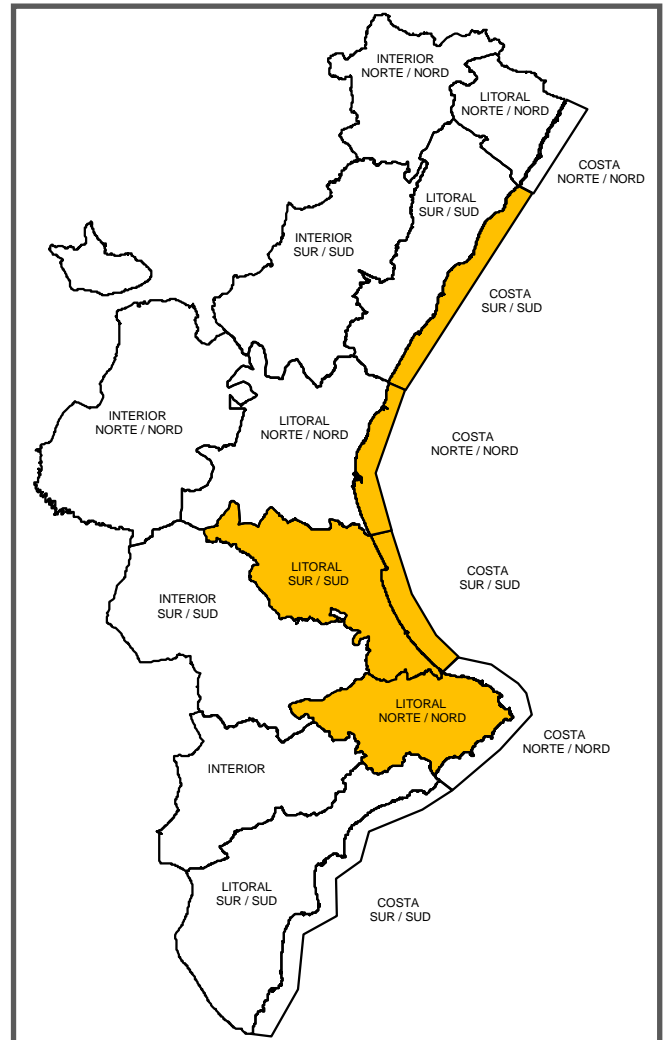 INTERIOR
NORTE / NORD
LITORAL
NORTE / NORD
COSTA
NORTE / NORD
LITORAL
SUR / SUD
INTERIOR
SUR / SUD
COSTA
SUR / SUD
INTERIOR
NORTE / NORD
LITORAL
NORTE / NORD
COSTA
NORTE / NORD
LITORAL
SUR / SUD
COSTA
SUR / SUD
INTERIOR
SUR / SUD
LITORAL
NORTE / NORD
COSTA
NORTE / NORD
INTERIOR
LITORAL
SUR / SUD
COSTA
SUR / SUD